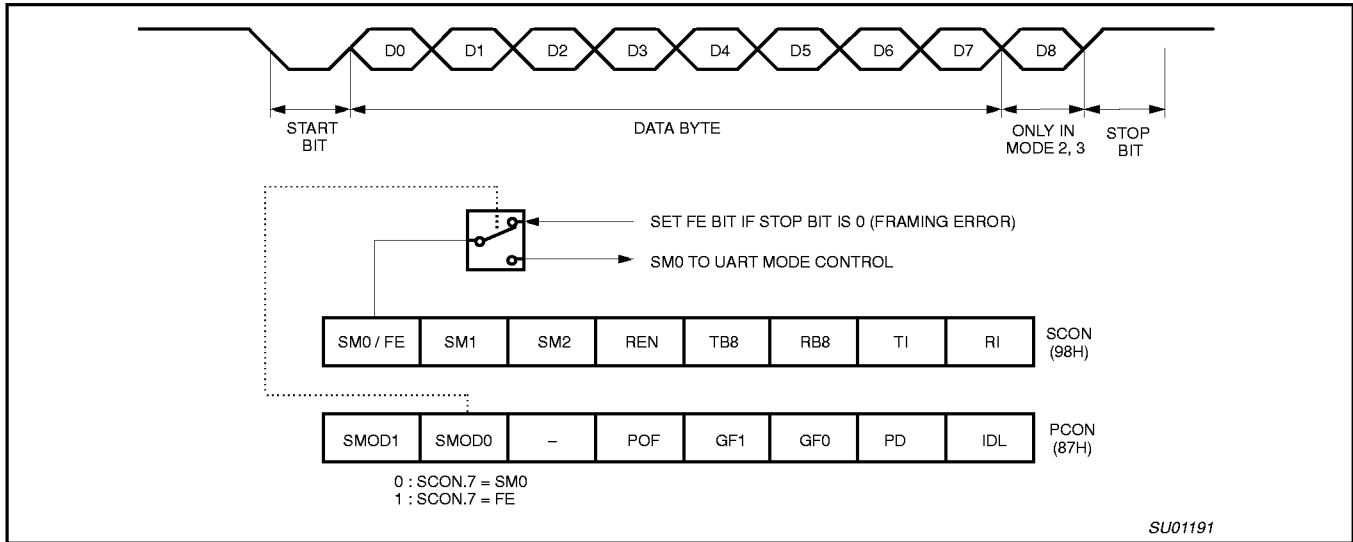 D0 D1 D2 D3 D4 D5 D6 D7 D8
START
BIT
DATA BYTE
ONLY IN
MODE 2, 3
STOP
BIT
SET FE BIT IF STOP BIT IS 0 (FRAMING ERROR)
SM0 TO UART MODE CONTROL
SM0 / FE SM1 SM2 REN TB8 RB8 TI RI
SCON
(98H)
SMOD1 SMOD0 – POF GF1 GF0 PD IDL
PCON
(87H)
0 : SCON.7 = SM0
1 : SCON.7 = FE
SU01191